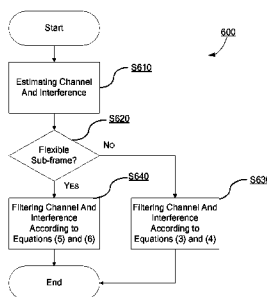 Start
600
S610
Estimating Channel
And Interference
S620
Flexible
Sub-frame?
No
Yes
S640
S630
Filtering Channel And
Interference
According to
Equations (5) and (6)
Filtering Channel And
Interference
According to
Equations (3) and (4)
End